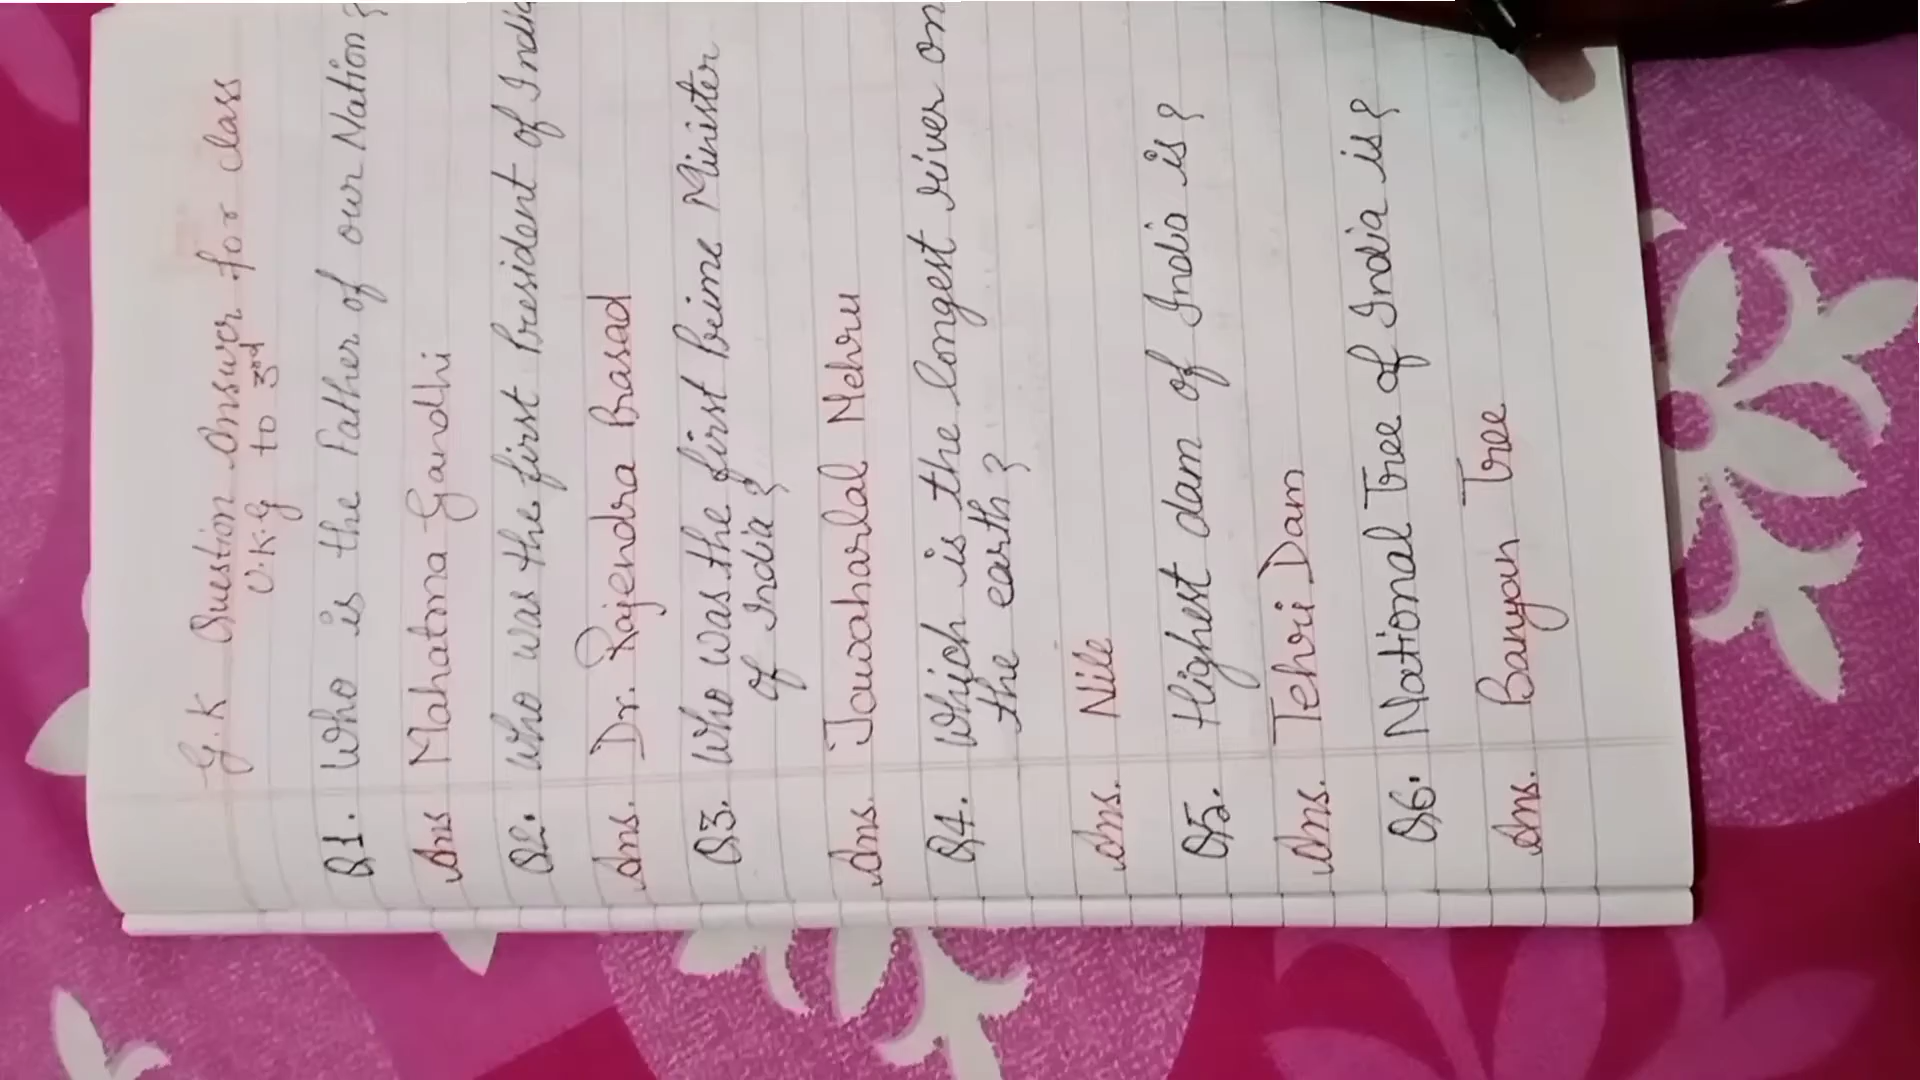 G.K Question Answer for class
U.K.G to 3rd
Q1. Who is the Father of our Nation?
Ans Mahatma Gandhi
Q2. Who was the first President of India
Ans. Dr. Rajendra Prasad
Q3. Who was the first Prime Minister
of India?
Ans. Jawaharlal Nehru
Q4. Which is the longest river on
the earth?
Ans. Nile
Q5. Highest dam of India is?
Ans. Tehri Dam
Q6. National Tree of India is?
Ans. Banyan Tree